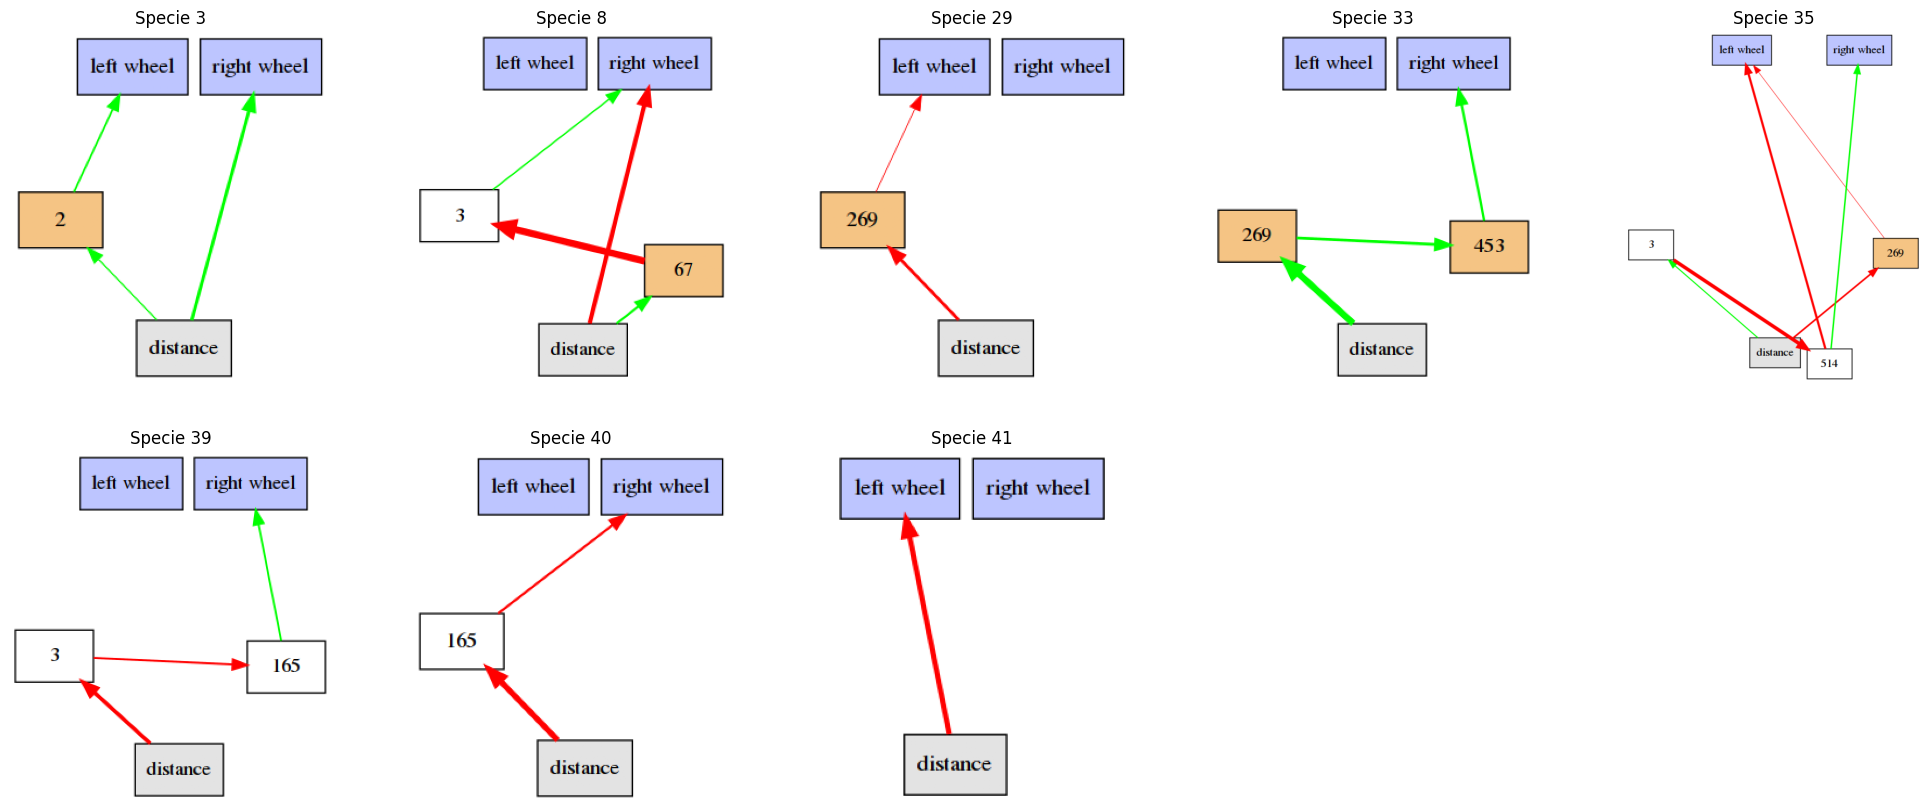 Specie 3
left wheel right wheel
2
distance
Specie 8
left wheel right wheel
3
67
distance
Specie 29
left wheel right wheel
269
distance
Specie 33
left wheel right wheel
269
453
distance
Specie 35
left wheel right wheel
3
269
distance
514
Specie 39
left wheel right wheel
3
165
distance
Specie 40
left wheel right wheel
165
distance
Specie 41
left wheel right wheel
distance